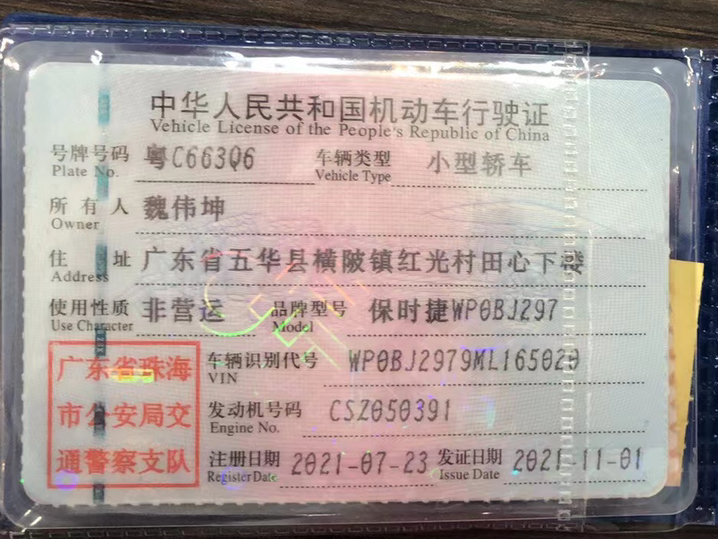 中华人民共和国机动车行驶证
Vehicle License of the People's Republic of China
号牌号码 粤C663Q6 车辆类型 小型轿车
Plate No. Vehicle Type
所有人 魏伟坤
Owner
住址 广东省五华县横陂镇红光村田心下楼
Address
使用性质 非营运 品牌型号 保时捷WP0BJ297
Use Character Model
广东省珠海 车辆识别代号 WP0BJ2979ML165020
VIN
市公安局交 发动机号码 CSZ050391
Engine No.
通警察支队 注册日期 2021-07-23 发证日期 2021-11-01
Register Date Issue Date